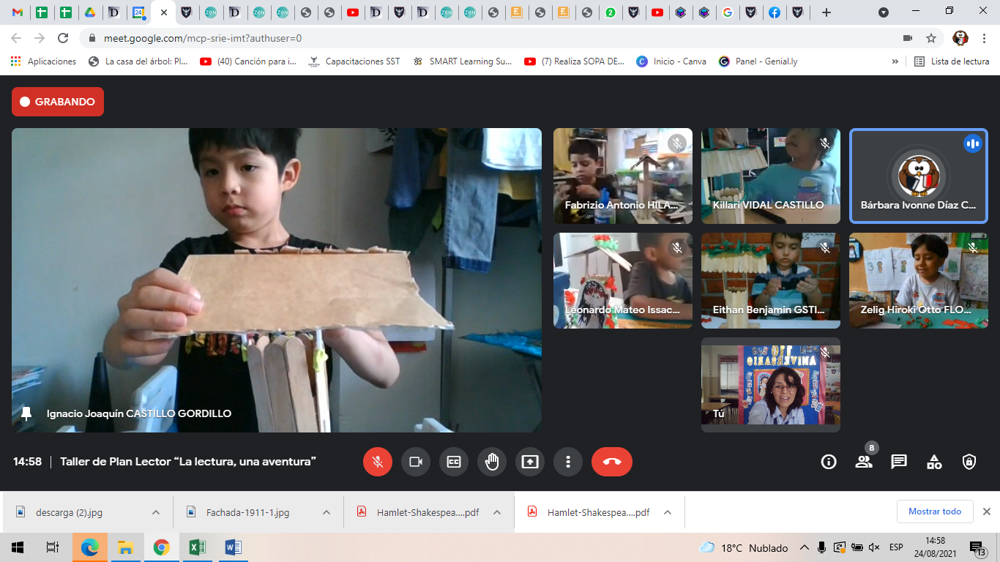 meet.google.com/mcp-srie-imt?authuser=0
Aplicaciones
La casa del árbol: Pl...
(40) Canción para i...
Capacitaciones SST
SMART Learning Su...
(7) Realiza SOPA DE...
Inicio - Canva
Panel - Genial.ly
»
Lista de lectura
GRABANDO
Ignacio Joaquín CASTILLO GORDILLO
Fabrizio Antonio HILA...
Killari VIDAL CASTILLO
Bárbara Ivonne Díaz C...
Leonardo Mateo Issac...
Eithan Benjamin GSTI...
Zelig Hiroki Otto FLO...
Tú
14:58 | Taller de Plan Lector “La lectura, una aventura”
8
descarga (2).jpg
Fachada-1911-1.jpg
Hamlet-Shakespea....pdf
Hamlet-Shakespea....pdf
Mostrar todo
18°C Nublado
ESP
14:58
24/08/2021
13